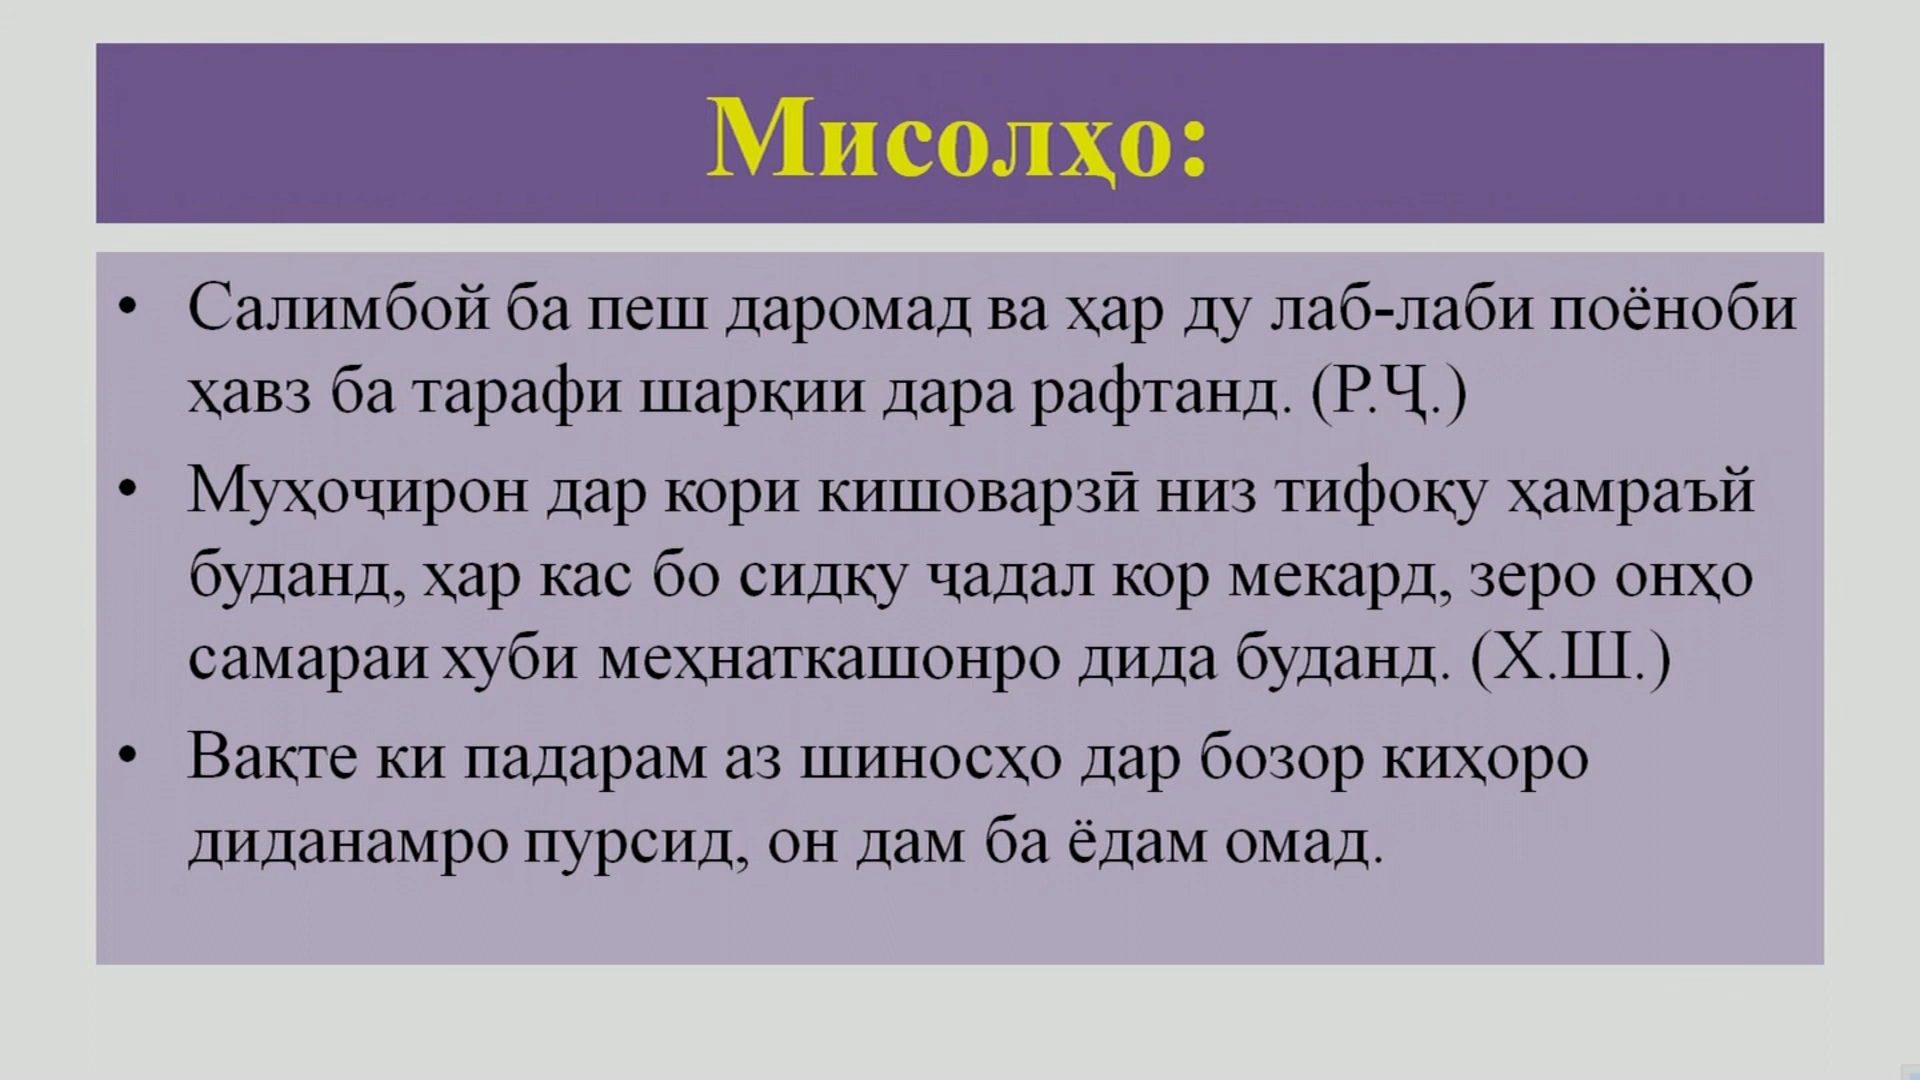 Мисолҳо:
• Салимбой ба пеш даромад ва ҳар ду лаб-лаби поёноби
ҳавз ба тарафи шарқии дара рафтанд. (Р.Ҷ.)
• Муҳоҷирон дар кори кишоварзӣ низ тифоқу ҳамраъй
буданд, ҳар кас бо сидқу ҷадал кор мекард, зеро онҳо
самараи хуби меҳнаткашонро дида буданд. (Х.Ш.)
• Вақте ки падарам аз шиносҳо дар бозор киҳоро
диданамро пурсид, он дам ба ёдам омад.